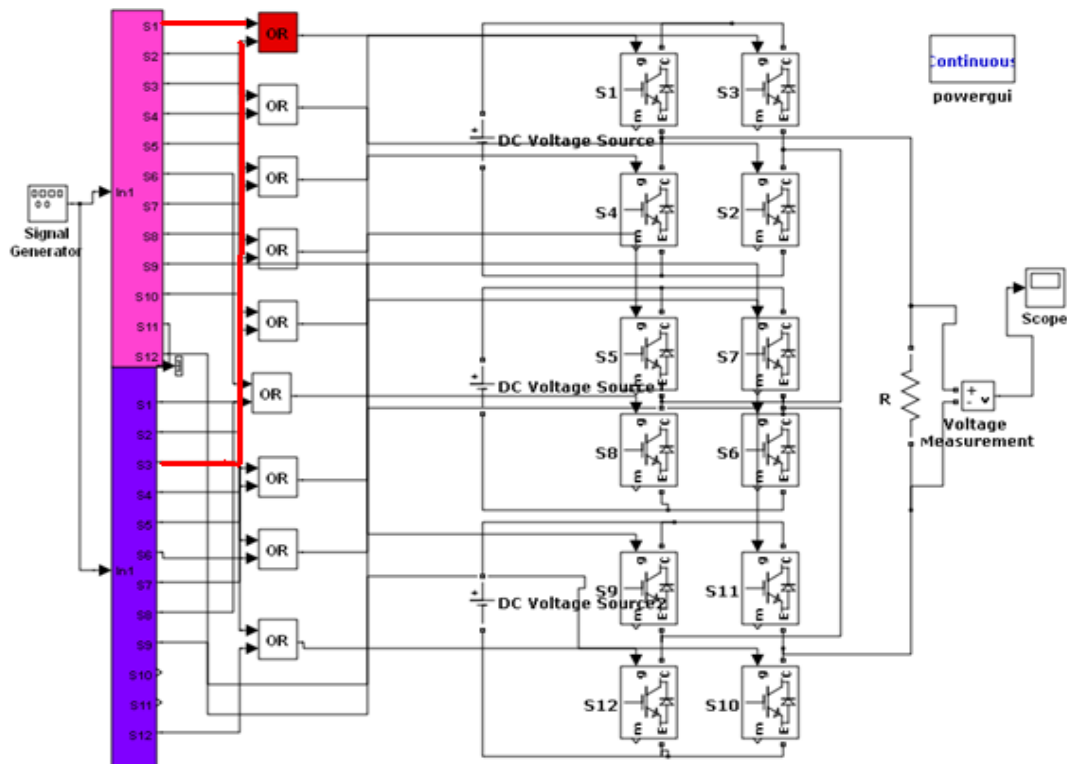 S1
S2
S3
S4
S5
S6
S7
S8
S9
S10
S11
S12
In1
S1
S2
S3
S4
S5
S6
S7
S8
S9
S10
S11
S12
In1
Signal
Generator
OR
OR
OR
OR
OR
OR
OR
OR
OR
g C
S1
m E
g C
S3
m E
DC Voltage Source
g C
S4
m E
g C
S2
m E
g C
S5
m E
g C
S7
m E
DC Voltage Source
g C
S8
m E
g C
S6
m E
g C
S9
m E
g C
S11
m E
DC Voltage Source2
g C
S12
m E
g C
S10
m E
Continuous
powergui
Scope
R
+
-
v
Voltage
Measurement